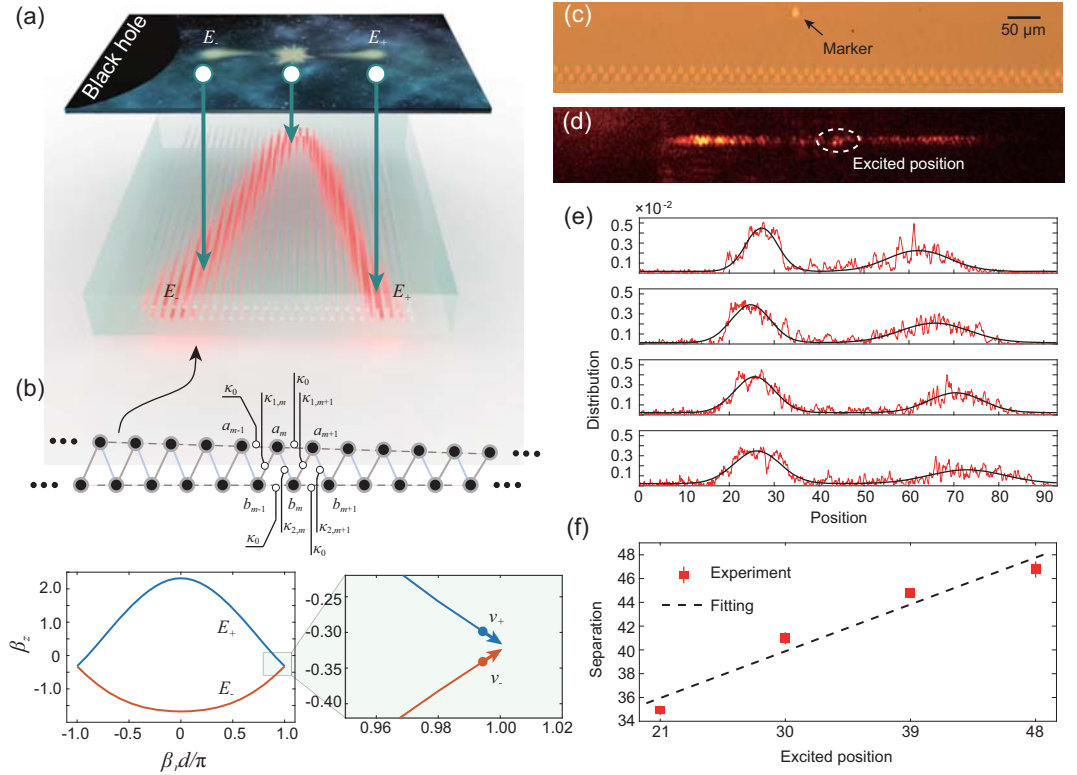 (a)
Black hole
E-
E+
E-
E+
(b)
κ0
κ0
κ1,m
κ1,m+1
am-1
am
am+1
bm-1
bm
bm+1
κ2,m
κ2,m+1
κ0
κ0
2.0
1.0
0
-1.0
βz
E+
E-
-1.0 -0.5 0 0.5 1.0
βyd/π
-0.25
-0.30
-0.35
-0.40
v+
v-
0.96 0.98 1.00 1.02
(c)
Marker
50 μm
(d)
Excited position
(e)
×10-2
0.5
0.3
0.1
0.5
0.3
0.1
0.5
0.3
0.1
0.5
0.3
0.1
Distribution
0 10 20 30 40 50 60 70 80 90
Position
(f)
48
46
44
42
40
38
36
34
Separation
Experiment
Fitting
21 30 39 48
Excited position